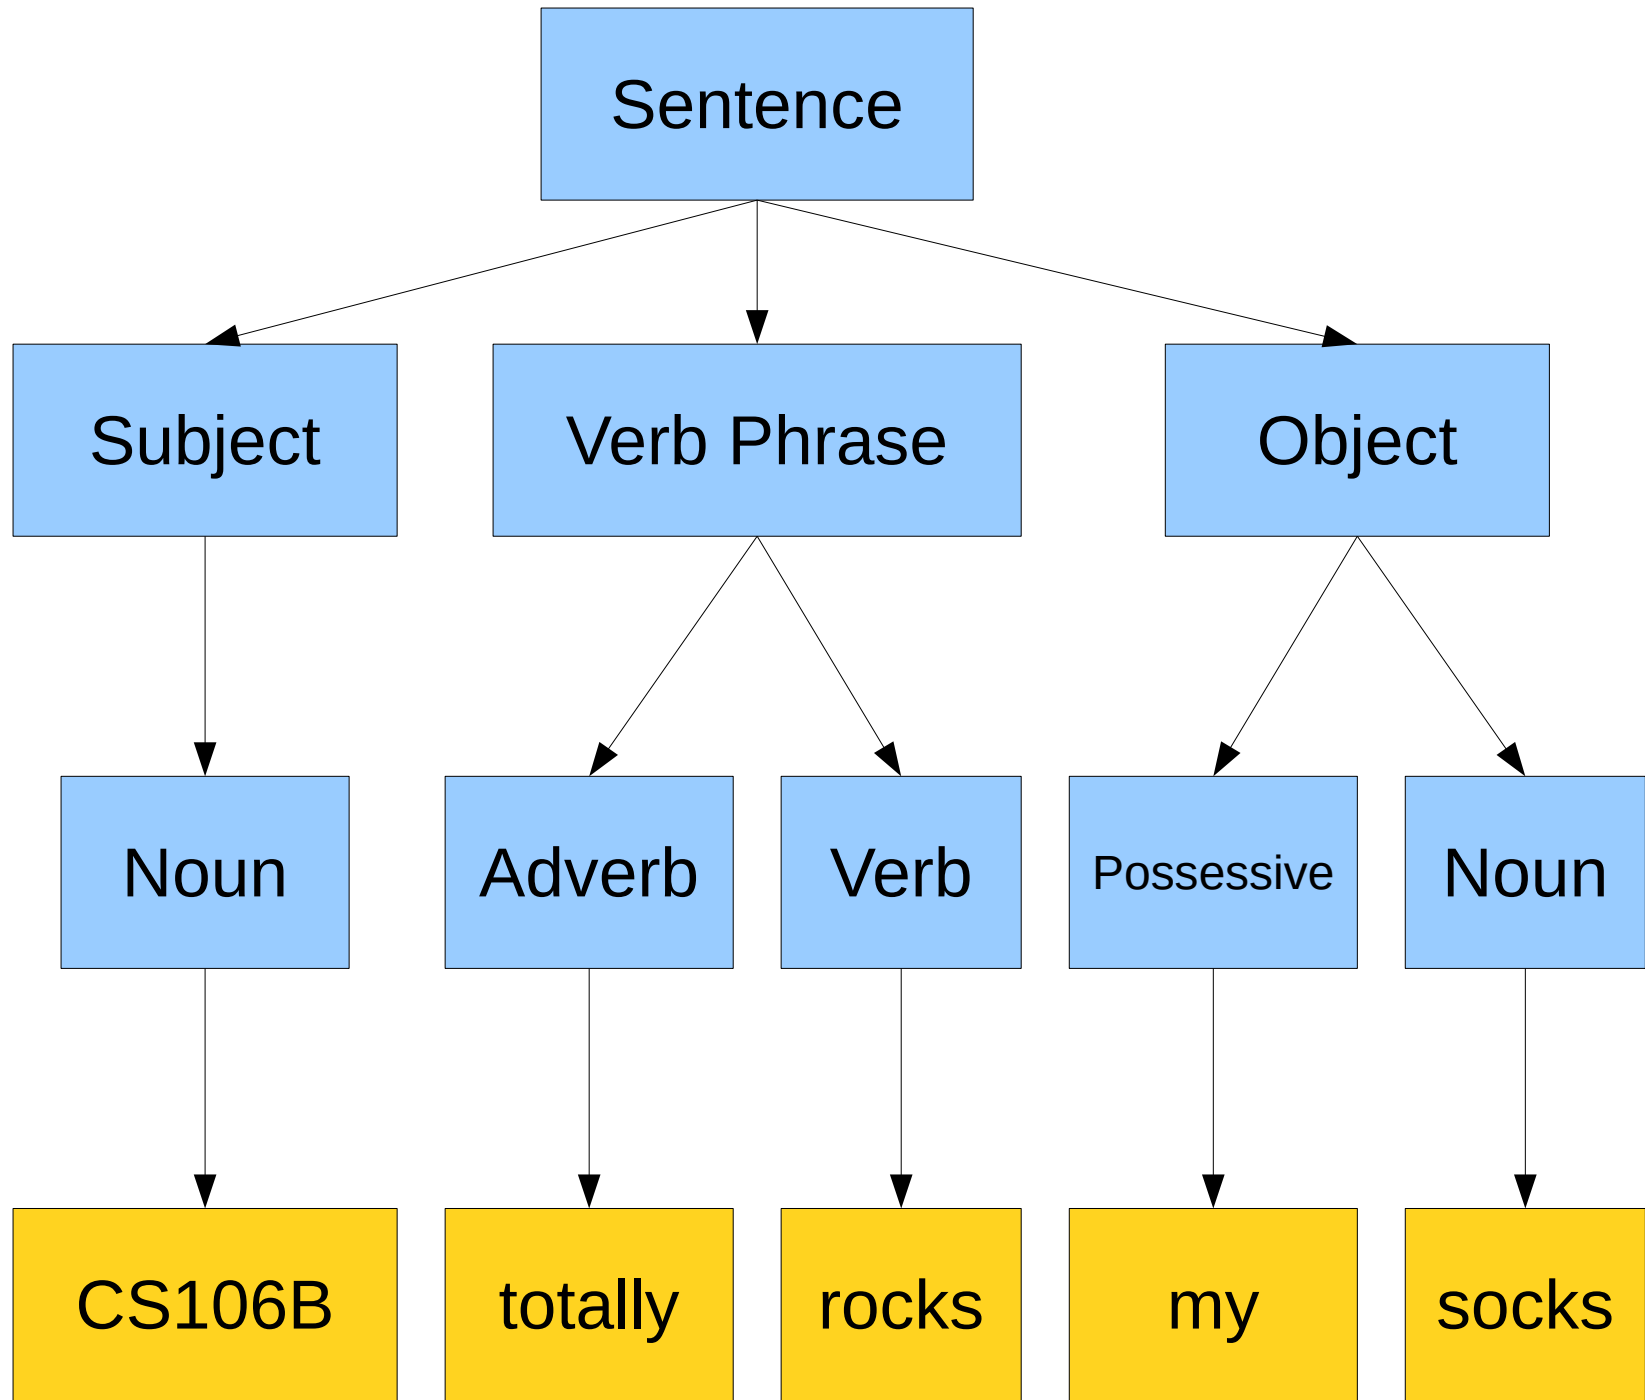 Sentence
Subject
Verb Phrase
Object
Noun
Adverb
Verb
Possessive
Noun
CS106B
totally
rocks
my
socks